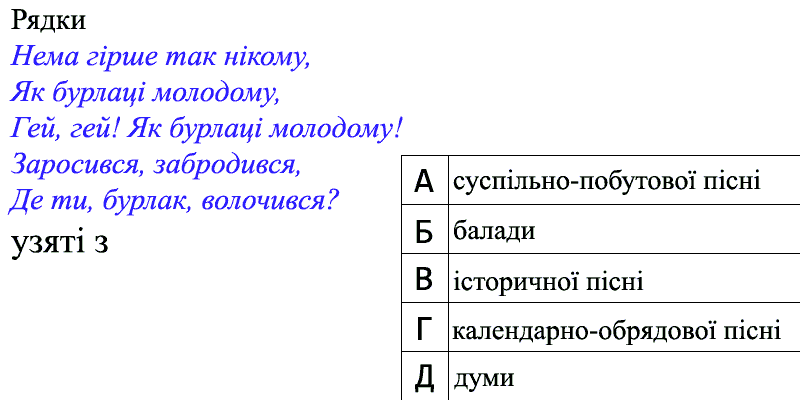 Рядки
Нема гірше так нікому,
Як бурлаці молодому,
Гей, гей! Як бурлаці молодому!
Заросився, забродився,
Де ти, бурлак, волочився?
узяті з
А суспільно-побутової пісні
Б балади
В історичної пісні
Г календарно-обрядової пісні
Д думи